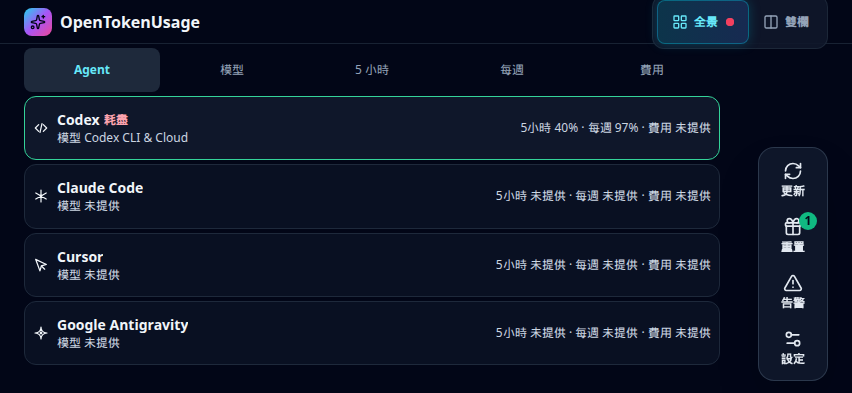 OpenTokenUsage
全景
雙欄
Agent 模型 5 小時 每週 費用
Codex 耗盡
模型 Codex CLI & Cloud
5小時 40% · 每週 97% · 費用 未提供
Claude Code
模型 未提供
5小時 未提供 · 每週 未提供 · 費用 未提供
Cursor
模型 未提供
5小時 未提供 · 每週 未提供 · 費用 未提供
Google Antigravity
模型 未提供
5小時 未提供 · 每週 未提供 · 費用 未提供
更新
1
重置
告警
設定